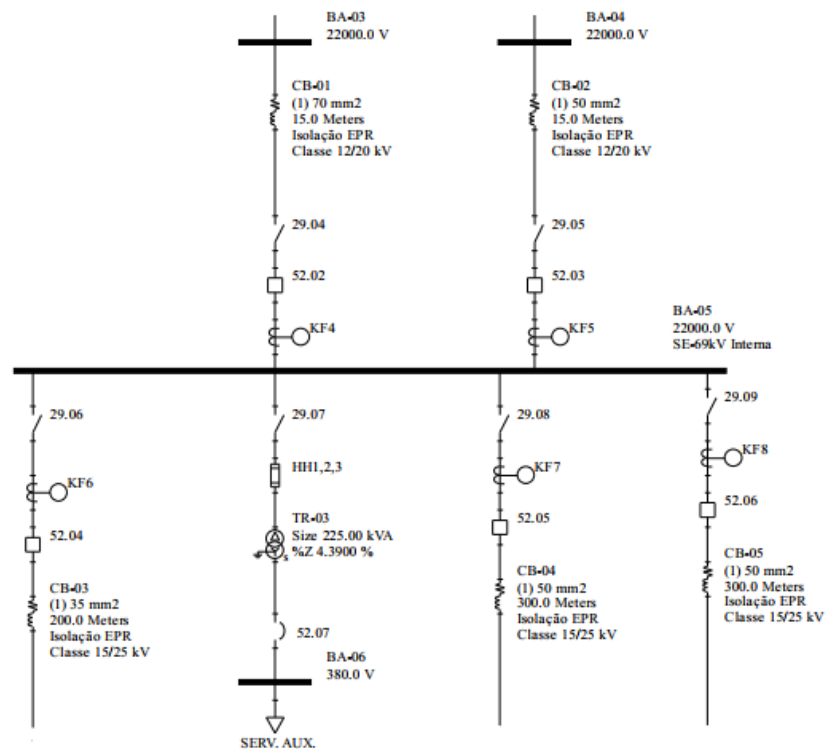 BA-03
22000.0 V
BA-04
22000.0 V
CB-01
(1) 70 mm2
15.0 Meters
Isolação EPR
Classe 12/20 kV
CB-02
(1) 50 mm2
15.0 Meters
Isolação EPR
Classe 12/20 kV
29.04
29.05
52.02
52.03
KF4
KF5
BA-05
22000.0 V
SE-69kV Interna
29.06
29.07
29.08
29.09
HH1,2,3
KF6
KF7
KF8
52.04
TR-03
Size 225.00 kVA
%Z 4.3900 %
s
52.05
52.06
CB-03
(1) 35 mm2
200.0 Meters
Isolação EPR
Classe 15/25 kV
52.07
CB-04
(1) 50 mm2
300.0 Meters
Isolação EPR
Classe 15/25 kV
CB-05
(1) 50 mm2
300.0 Meters
Isolação EPR
Classe 15/25 kV
BA-06
380.0 V
SERV. AUX.